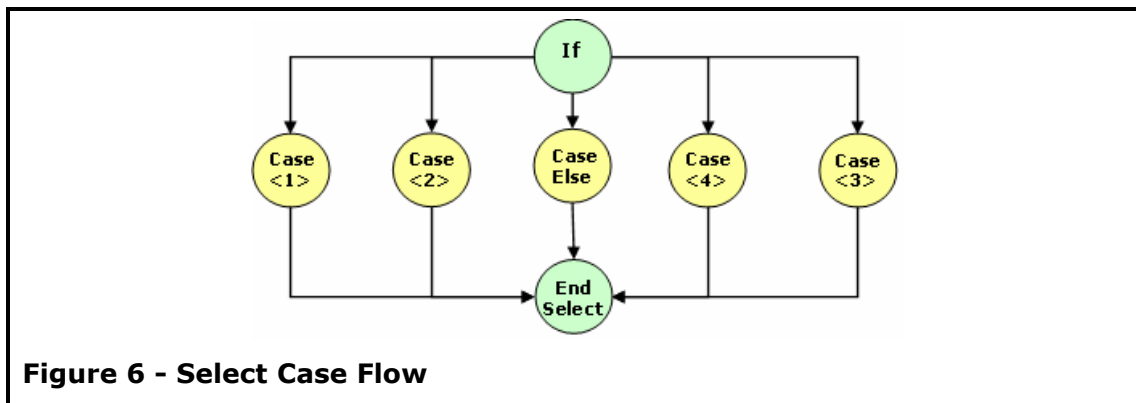 If
Case
<1>
Case
<2>
Case
Else
Case
<4>
Case
<3>
End
Select
Figure 6 - Select Case Flow